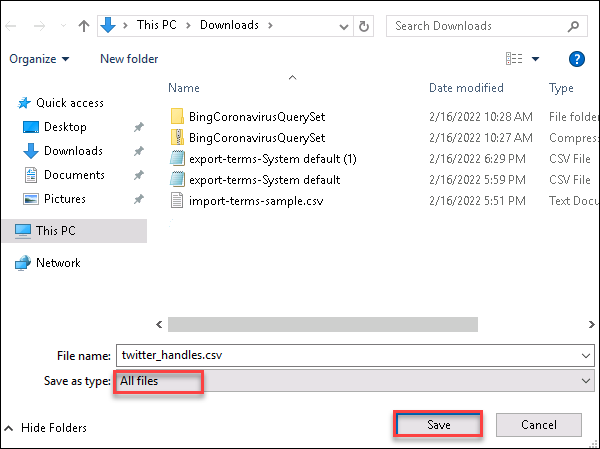 This PC > Downloads
Search Downloads
Organize New folder
Name Date modified Type
Quick access
Desktop
Downloads
Documents
Pictures
This PC
Network
BingCoronavirusQuerySet 2/16/2022 10:28 AM File folder
BingCoronavirusQuerySet 2/16/2022 10:27 AM Compress
export-terms-System default (1) 2/16/2022 6:29 PM CSV File
export-terms-System default 2/16/2022 5:59 PM CSV File
import-terms-sample.csv 2/16/2022 5:51 PM Text Docu
File name: twitter_handles.csv
Save as type: All files
Hide Folders Save Cancel